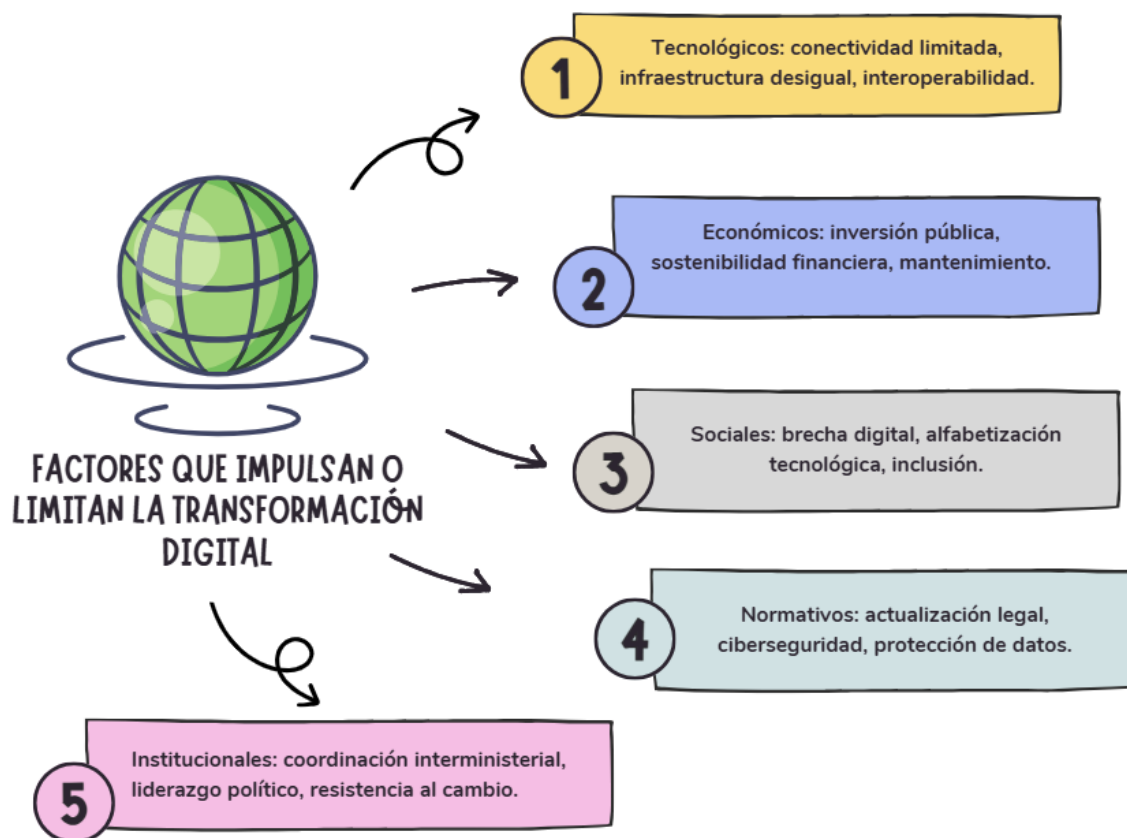 FACTORES QUE IMPULSAN O
LIMITAN LA TRANSFORMACIÓN
DIGITAL
1
Tecnológicos: conectividad limitada,
infraestructura desigual, interoperabilidad.
2
Económicos: inversión pública,
sostenibilidad financiera, mantenimiento.
3
Sociales: brecha digital, alfabetización
tecnológica, inclusión.
4
Normativos: actualización legal,
ciberseguridad, protección de datos.
5
Institucionales: coordinación interministerial,
liderazgo político, resistencia al cambio.